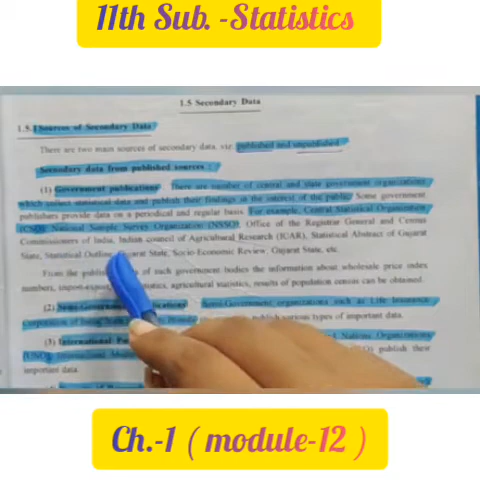 11th Sub. -Statistics
1.5 Secondary Data
1.5.1 Sources of Secondary Data
There are two main sources of secondary data, viz. published and unpublished
Secondary data from published sources :
(1) Government publications : There are number of central and state government organizations
which collect statistical data and publish their findings in the interest of the public. Some government
publishers provide data on a periodical and regular basis. For example, Central Statistical Organization
(CSO), National Sample Survey Organization (NSSO), Office of the Registrar General and Census
Commissioners of India, Indian council of Agricultural Research (ICAR), Statistical Abstract of Gujarat
State, Statistical Outline Gujarat State, Socio-Economic Review, Gujarat State, etc.
From the of such government bodies the information about wholesale price index
numbers, agricultural statistics, results of population census can be obtained.
(2) Semi-Government Semi-Government organizations such as Life Insurance
Corporation of publish various types of important data.
(3) International Nations Organizations
(UNO), International publish their
important data.
Ch.-1 ( module-12 )